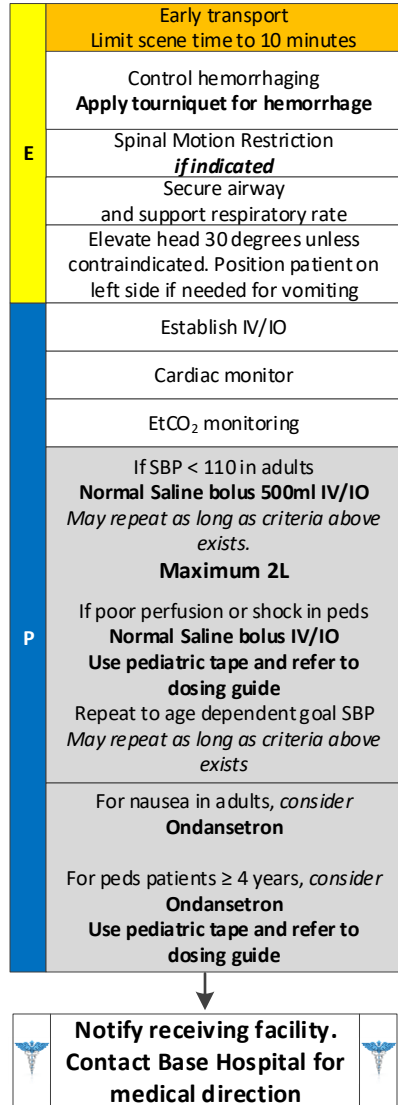 Early transport
Limit scene time to 10 minutes
E
Control hemorrhaging
Apply tourniquet for hemorrhage
Spinal Motion Restriction
if indicated
Secure airway
and support respiratory rate
Elevate head 30 degrees unless
contraindicated. Position patient on
left side if needed for vomiting
P
Establish IV/IO
Cardiac monitor
EtCO₂ monitoring
If SBP < 110 in adults
Normal Saline bolus 500ml IV/IO
May repeat as long as criteria above
exists.
Maximum 2L
If poor perfusion or shock in peds
Normal Saline bolus IV/IO
Use pediatric tape and refer to
dosing guide
Repeat to age dependent goal SBP
May repeat as long as criteria above
exists
For nausea in adults, consider
Ondansetron
For peds patients ≥ 4 years, consider
Ondansetron
Use pediatric tape and refer to
dosing guide
Notify receiving facility.
Contact Base Hospital for
medical direction